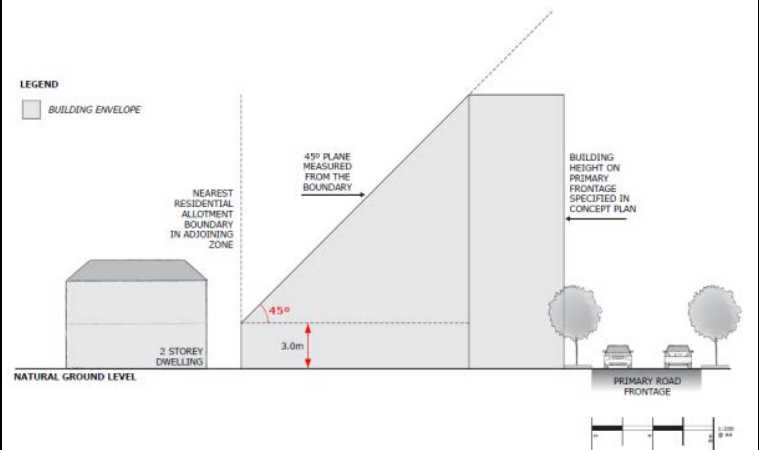 LEGEND
BUILDING ENVELOPE
45º PLANE
MEASURED
FROM THE
BOUNDARY
NEAREST
RESIDENTIAL
ALLOTMENT
BOUNDARY
IN ADJOINING
ZONE
BUILDING
HEIGHT ON
PRIMARY
FRONTAGE
SPECIFIED IN
CONCEPT PLAN
45º
3.0m
2 STOREY
DWELLING
NATURAL GROUND LEVEL
PRIMARY ROAD
FRONTAGE
1:200
@ A4